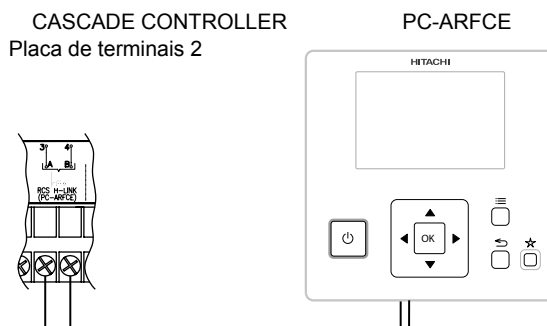 CASCADE CONTROLLER
PC-ARFCE
Placa de terminais 2
HITACHI
3 4
A B
RCS H-LINK
(PC-ARFCE)
OK